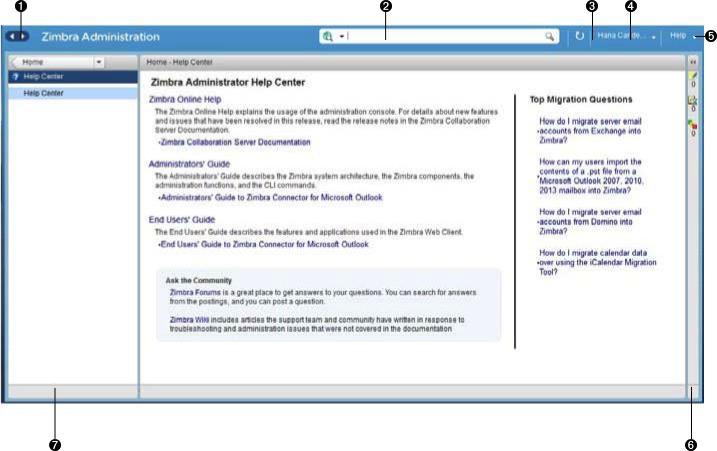 ❶ ❷ ❸ ❹
Zimbra Administration
Help
❺
Home
Help Center
Help Center
Home - Help Center
Zimbra Administrator Help Center
Zimbra Online Help
The Zimbra Online Help explains the usage of the administration console. For details about new features
and issues that have been resolved in this release, read the release notes in the Zimbra Collaboration
Server Documentation.
•Zimbra Collaboration Server Documentation
Administrators' Guide
The Administrators' Guide describes the Zimbra system architecture, the Zimbra components, the
administration functions, and the CLI commands.
•Administrators' Guide to Zimbra Connector for Microsoft Outlook
End Users' Guide
The End Users' Guide describes the features and applications used in the Zimbra Web Client.
•End Users' Guide to Zimbra Connector for Microsoft Outlook
Ask the Community
Zimbra Forums is a great place to get answers to your questions. You can search for answers
from the postings, and you can post a question.
Zimbra Wiki includes articles the support team and community have written in response to
troubleshooting and administration issues that were not covered in the documentation
Top Migration Questions
How do I migrate server email
•accounts from Exchange into
Zimbra?
How can my users import the
contents of a .pst file from a
•Microsoft Outlook 2007, 2010,
2013 mailbox into Zimbra?
How do I migrate server email
•accounts from Domino into
Zimbra?
How do I migrate calendar data
•over using the iCalendar Migration
Tool?
0
0
0
❼ ❻